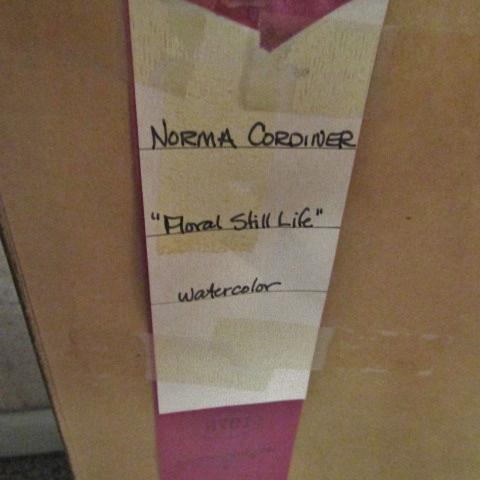 NORMA CORDINER
"Floral Still Life"
watercolor